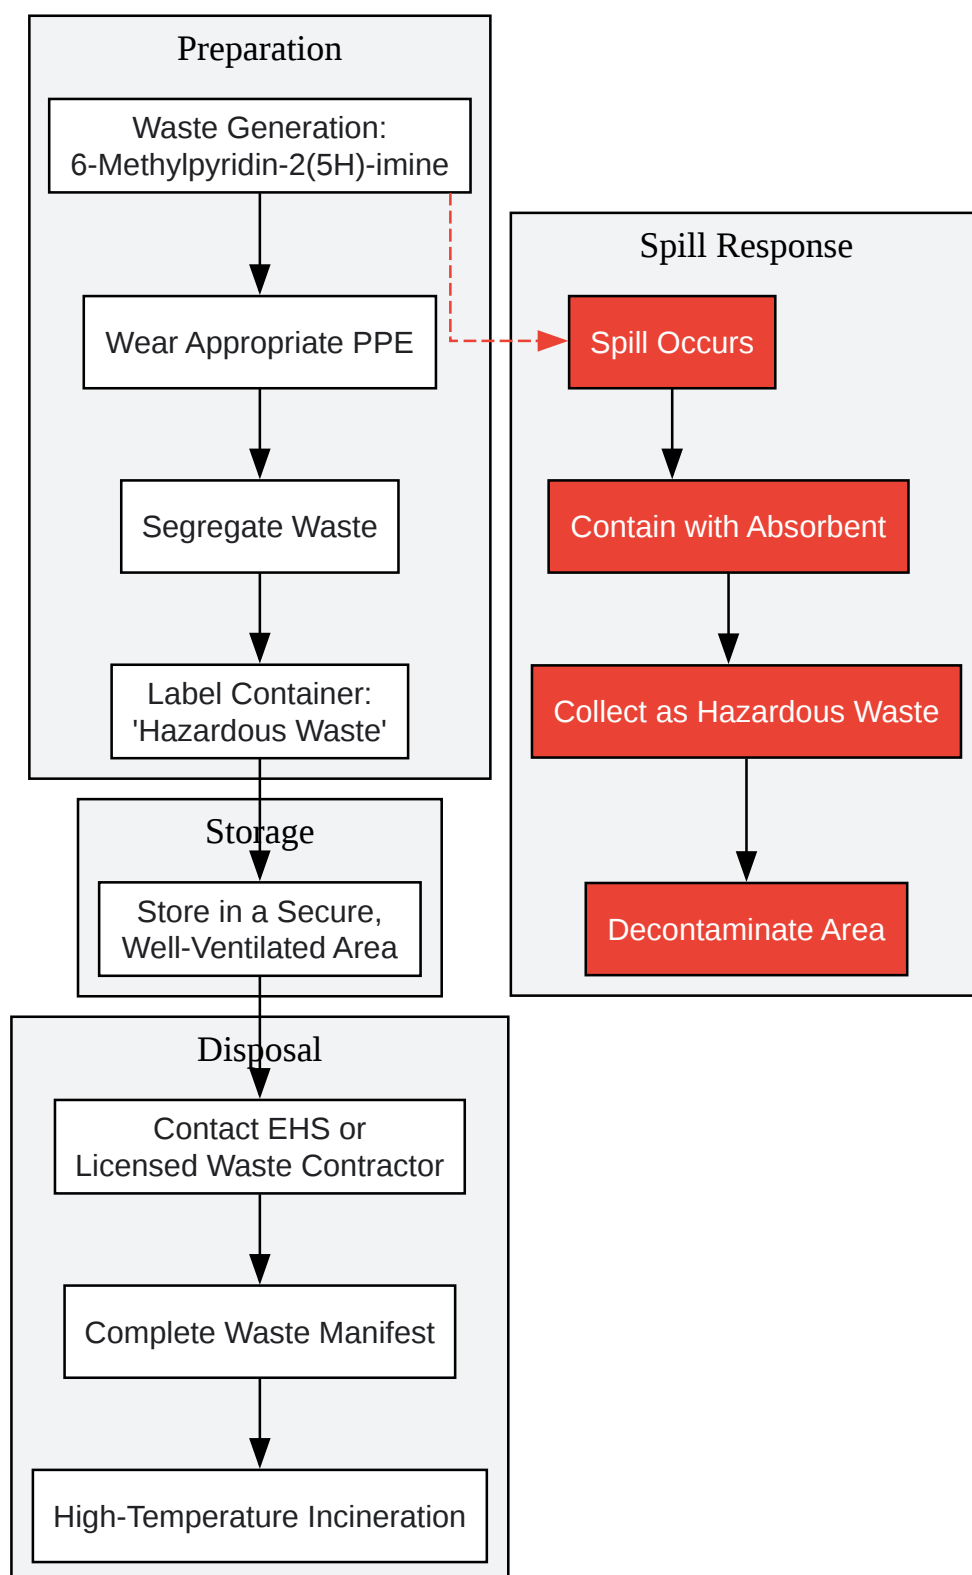 Preparation
Waste Generation:
6-Methylpyridin-2(5H)-imine
Wear Appropriate PPE
Segregate Waste
Label Container:
'Hazardous Waste'
Storage
Store in a Secure,
Well-Ventilated Area
Disposal
Contact EHS or
Licensed Waste Contractor
Complete Waste Manifest
High-Temperature Incineration
Spill Response
Spill Occurs
Contain with Absorbent
Collect as Hazardous Waste
Decontaminate Area